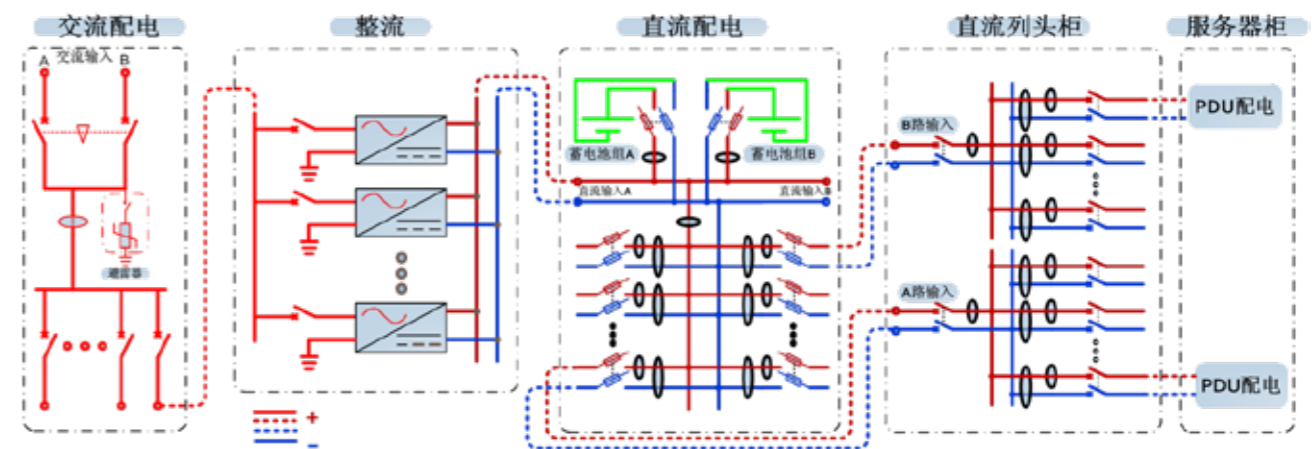 交流配电
整流
直流配电
直流列头柜
服务器柜
A 交流输入 B
避雷器
+
-
蓄电池组A
蓄电池组B
直流输入A
直流输入B
B路输入
A路输入
PDU配电
PDU配电